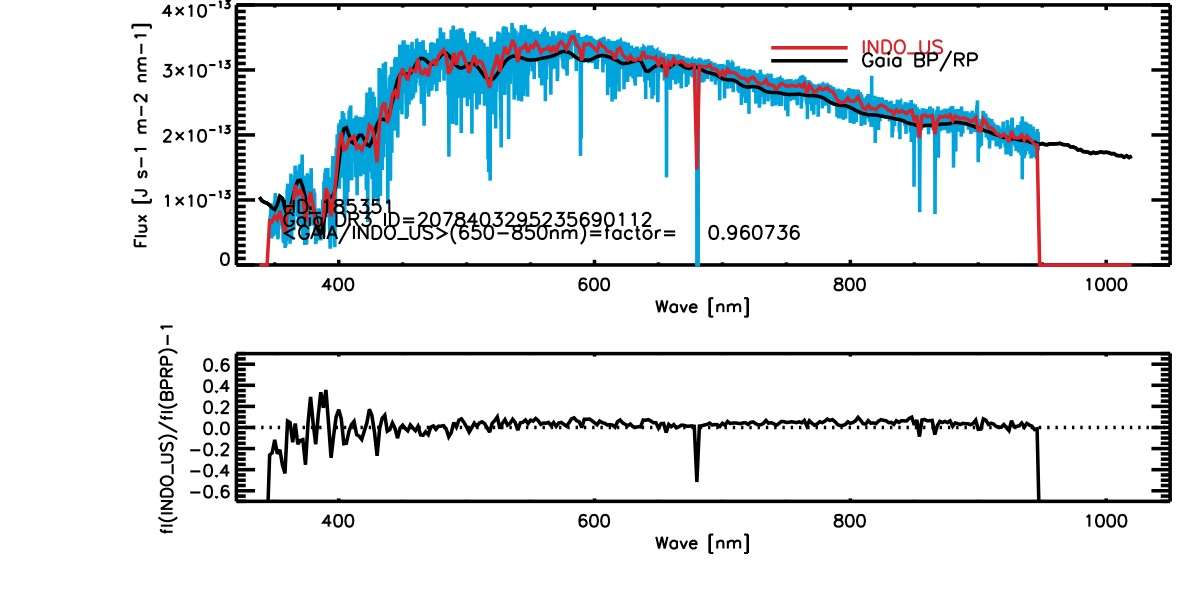 4×10−13
3×10−13
2×10−13
1×10−13
0
Flux [J s−1 m−2 nm−1]
INDO_US
Gaia BP/RP
HD_185351
Gaia DR3 ID=2078403295235690112
<GAIA/INDO_US>(650−850nm)=factor= 0.960736
400 600 800 1000
Wave [nm]
0.6
0.4
0.2
0.0
−0.2
−0.4
−0.6
fl(INDO_US)/fl(BPRP)−1
400 600 800 1000
Wave [nm]